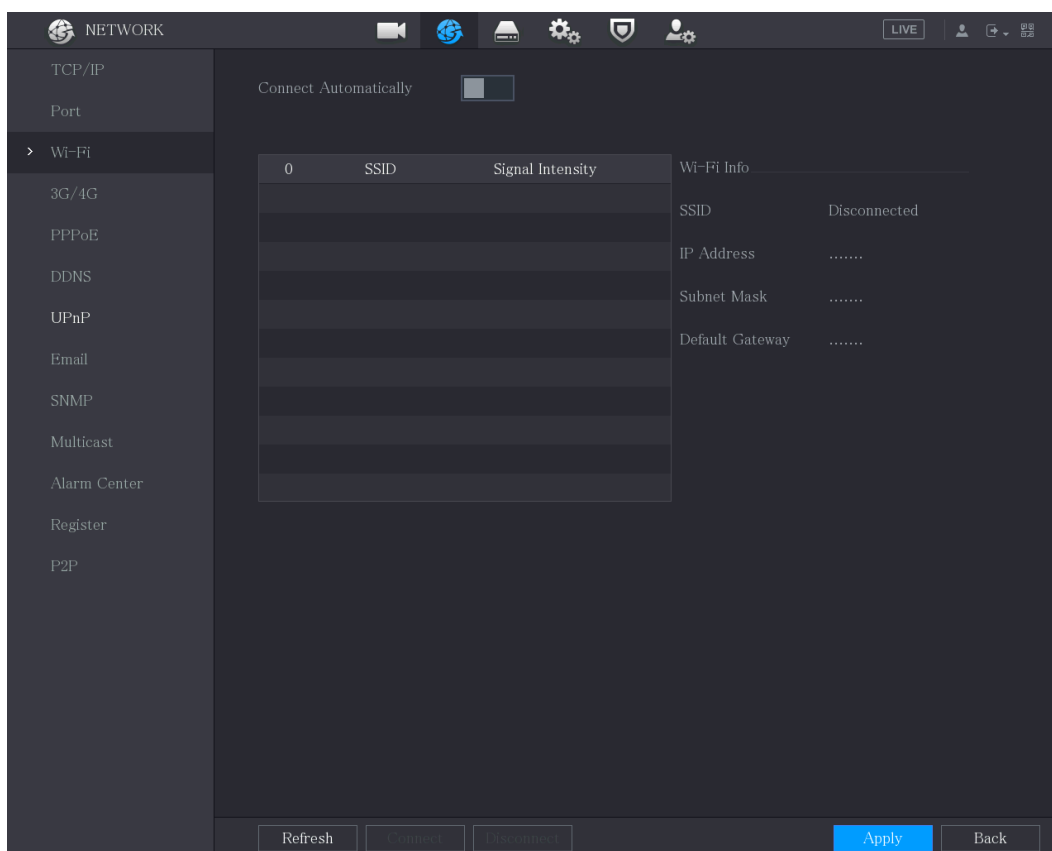 NETWORK
LIVE
TCP/IP
Port
Wi-Fi
3G/4G
PPPoE
DDNS
UPnP
Email
SNMP
Multicast
Alarm Center
Register
P2P
Connect Automatically
0 SSID Signal Intensity
Wi-Fi Info
SSID Disconnected
IP Address .......
Subnet Mask .......
Default Gateway .......
Refresh Connect Disconnect Apply Back